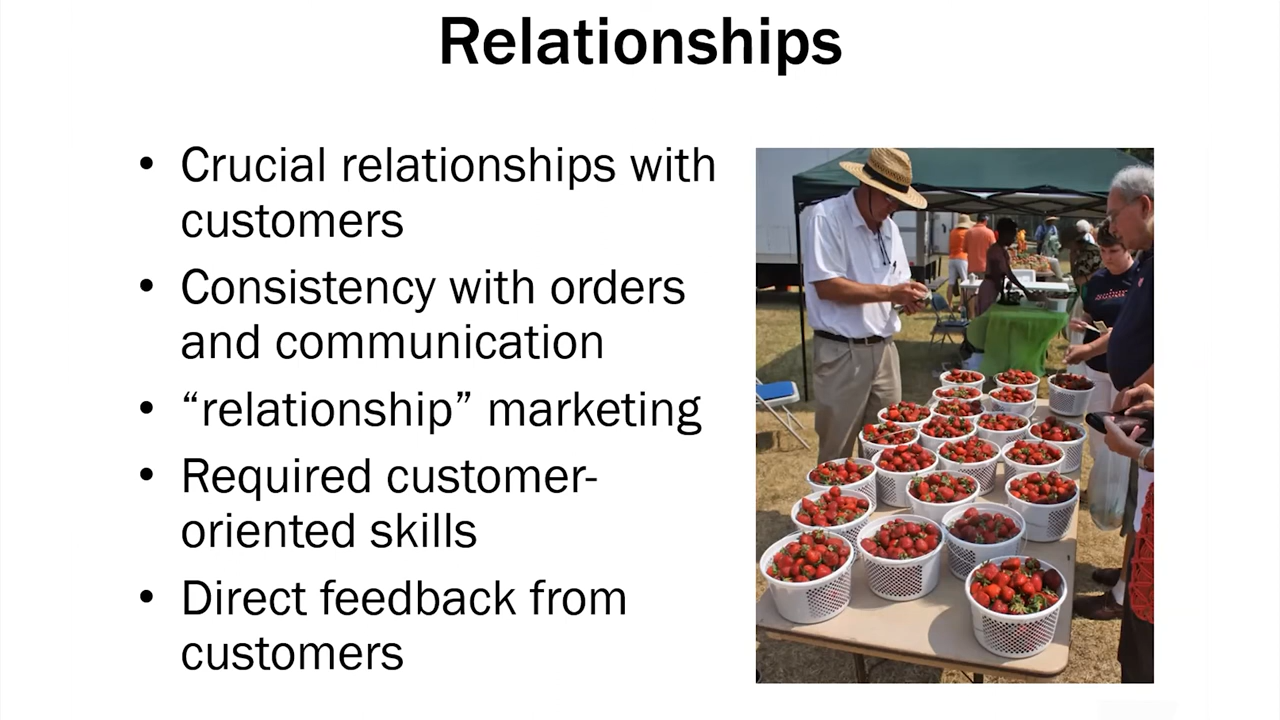 Relationships
• Crucial relationships with
customers
• Consistency with orders
and communication
• “relationship” marketing
• Required customer-
oriented skills
• Direct feedback from
customers